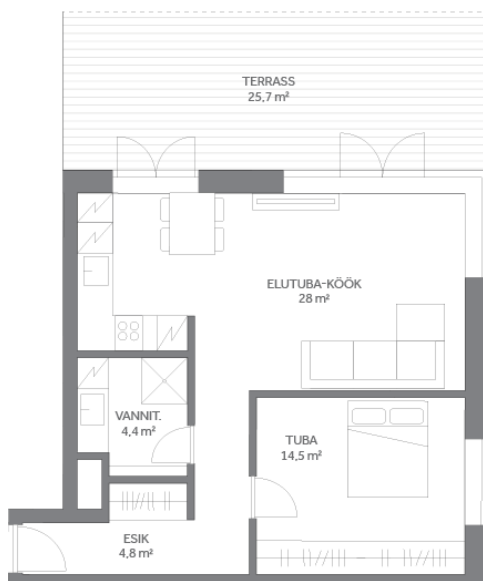 TERRASS
25,7 m²
ELUTUBA-KÖÖK
28 m²
VANNIT.
4,4 m²
TUBA
14,5 m²
ESIK
4,8 m²